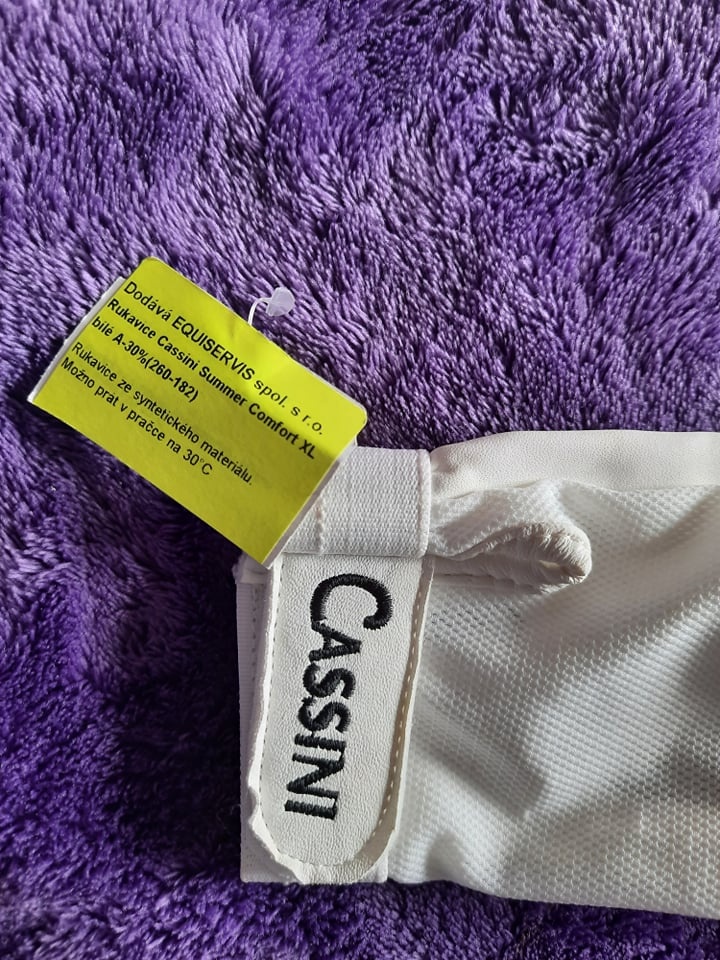 Dodává EQUISERVIS spol. s r.o.
Rukavice Cassini Summer Comfort XL
bílé A-30%(260-182)
Rukavice ze syntetického materiálu.
Možno prát v pračce na 30°C
CASSINI